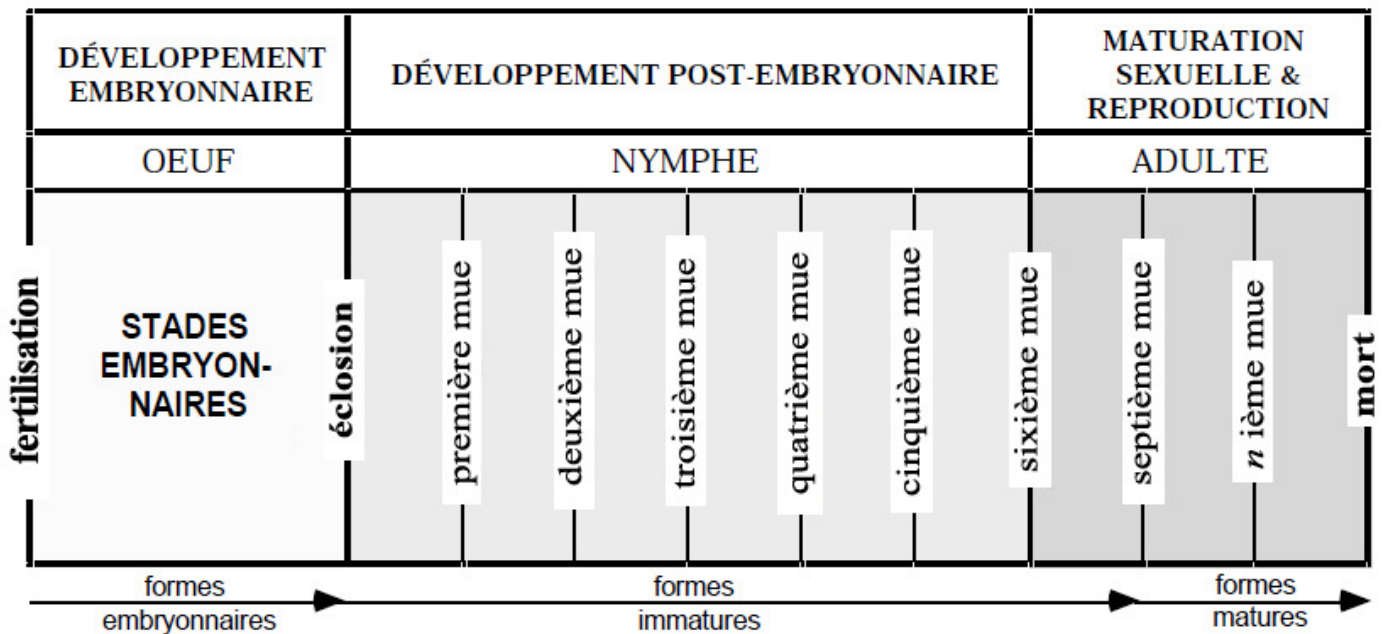 DÉVELOPPEMENT
EMBRYONNAIRE
DÉVELOPPEMENT POST-EMBRYONNAIRE
MATURATION
SEXUELLE &
REPRODUCTION
OEUF
NYMPHE
ADULTE
fertilisation
STADES
EMBRYON-
NAIRES
éclosion
première mue
deuxième mue
troisième mue
quatrième mue
cinquième mue
sixième mue
septième mue
n ième mue
mort
formes
embryonnaires
formes
immatures
formes
matures